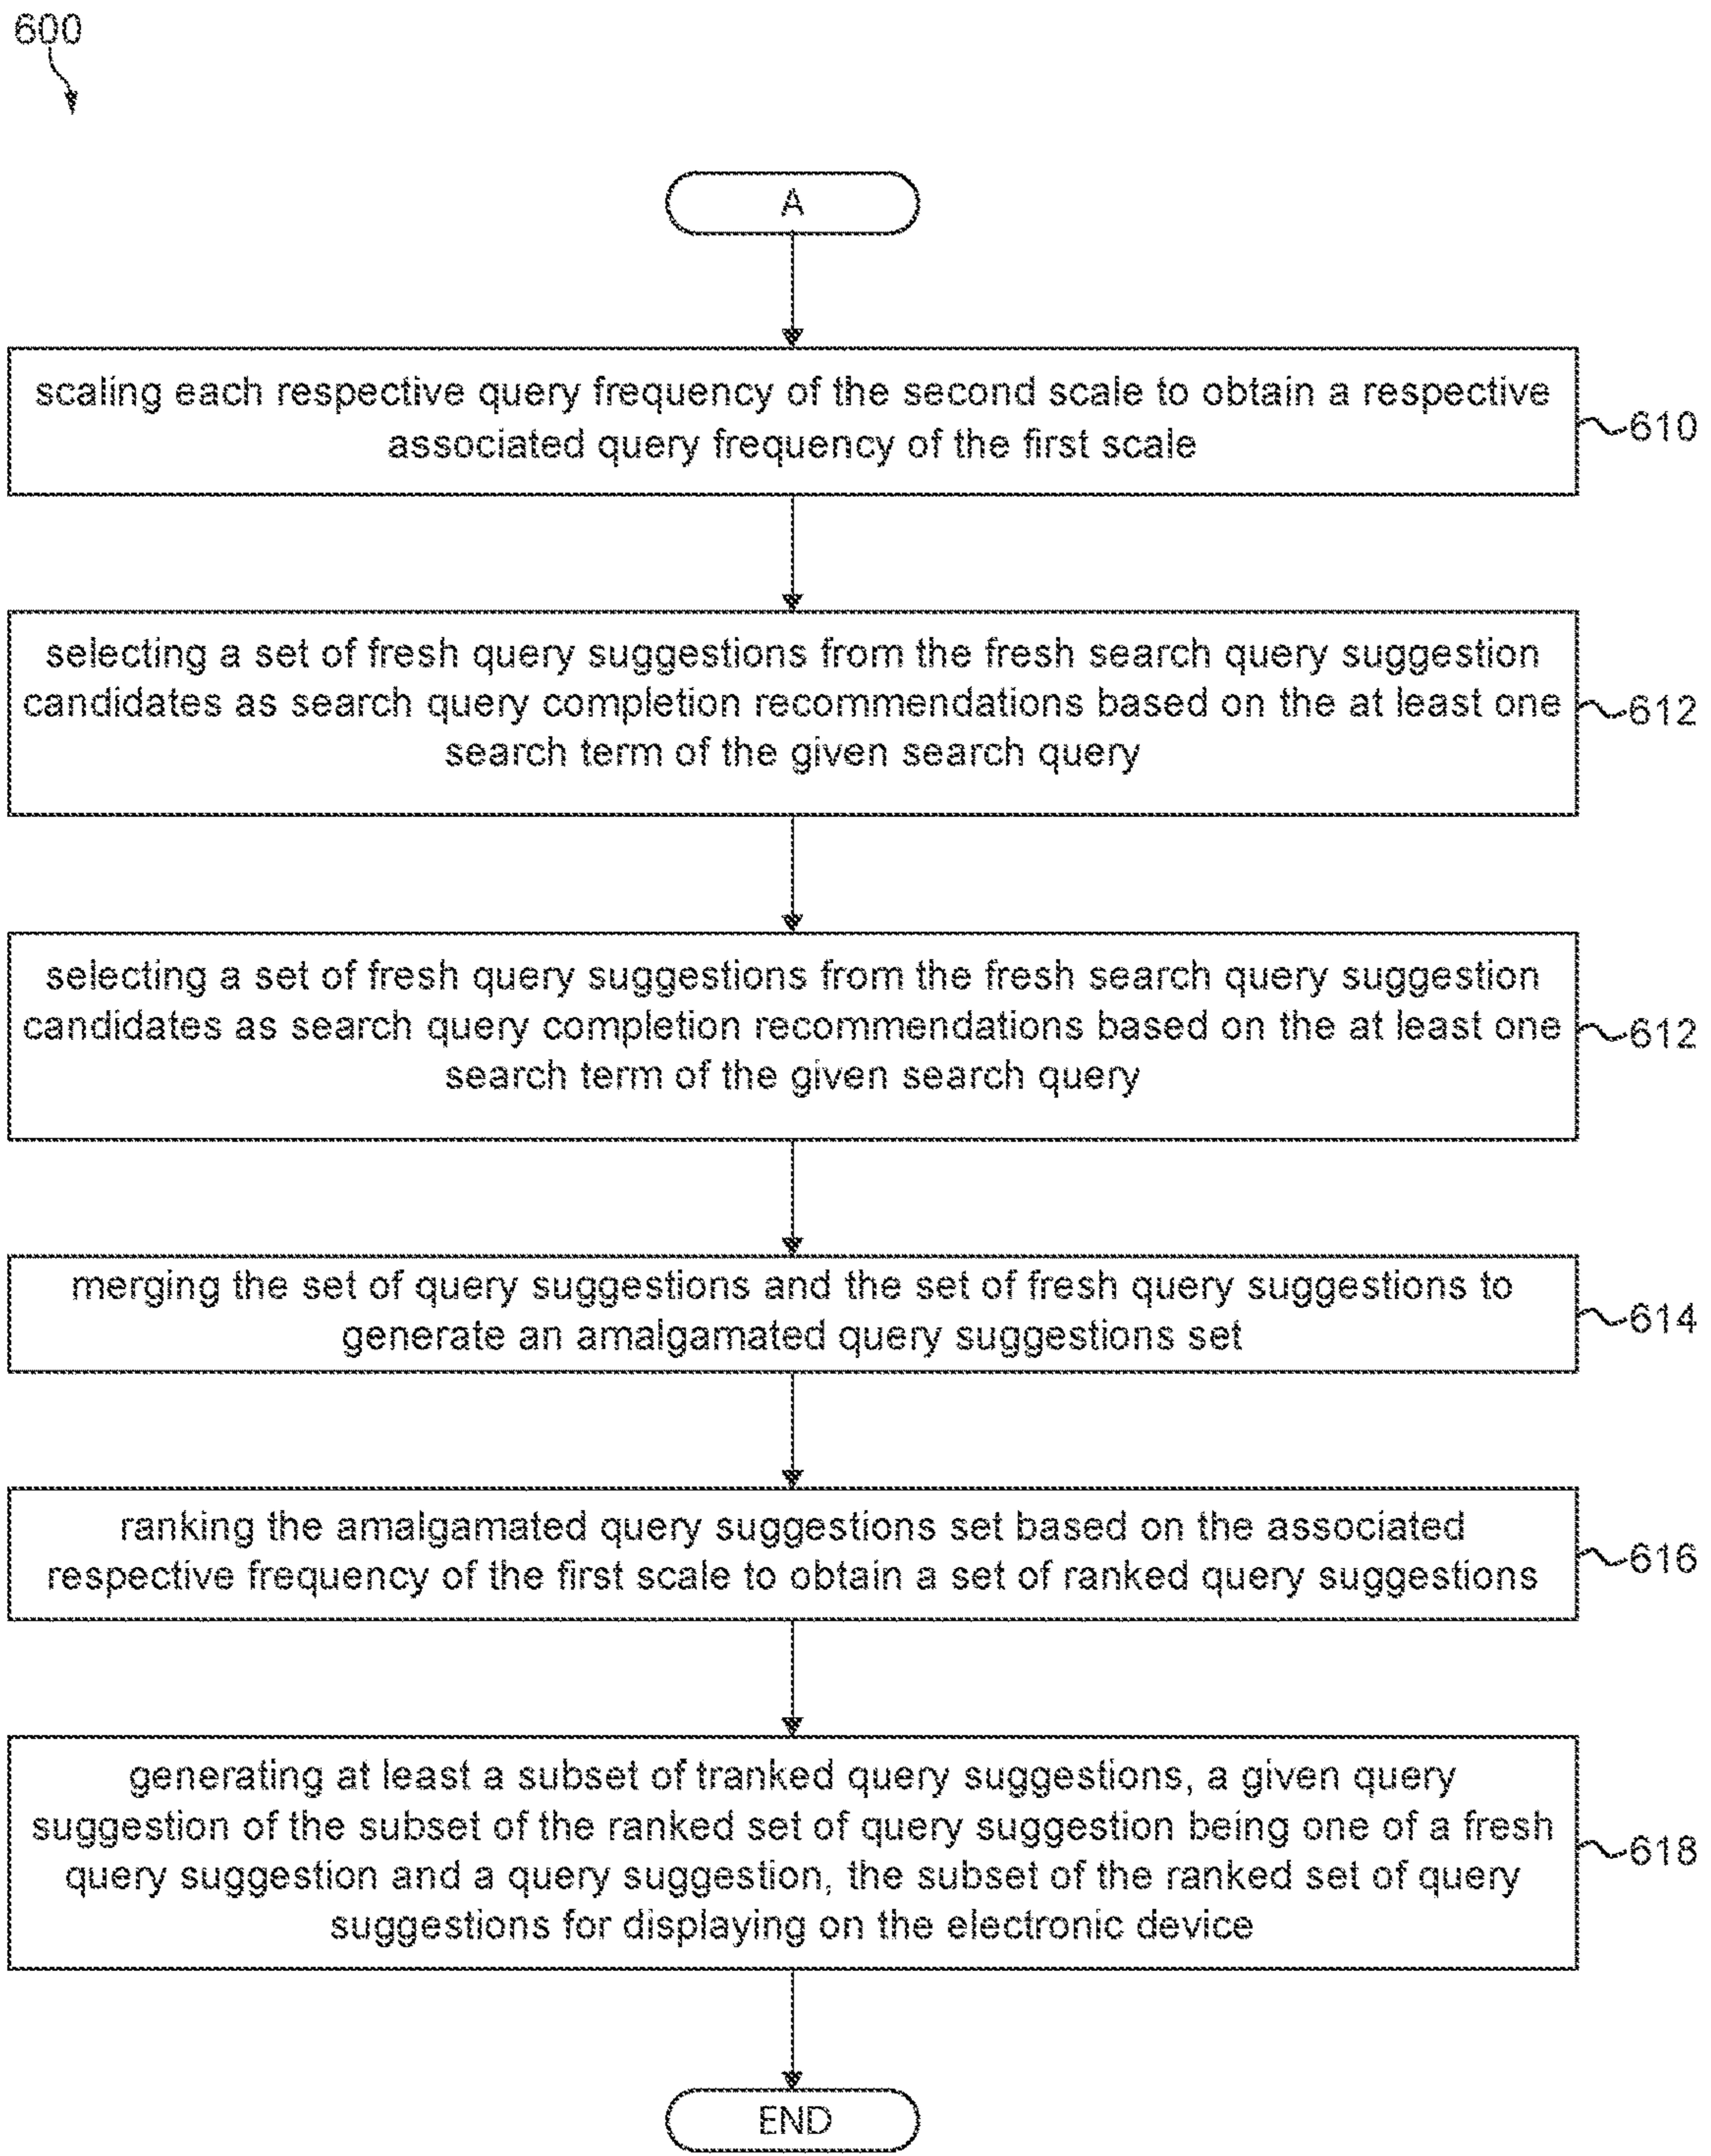 600
A
scaling each respective query frequency of the second scale to obtain a respective
associated query frequency of the first scale
610
selecting a set of fresh query suggestions from the fresh search query suggestion
candidates as search query completion recommendations based on the at least one
search term of the given search query
612
selecting a set of fresh query suggestions from the fresh search query suggestion
candidates as search query completion recommendations based on the at least one
search term of the given search query
612
merging the set of query suggestions and the set of fresh query suggestions to
generate an amalgamated query suggestions set
614
ranking the amalgamated query suggestions set based on the associated
respective frequency of the first scale to obtain a set of ranked query suggestions
616
generating at least a subset of tranked query suggestions, a given query
suggestion of the subset of the ranked set of query suggestion being one of a fresh
query suggestion and a query suggestion, the subset of the ranked set of query
suggestions for displaying on the electronic device
618
END